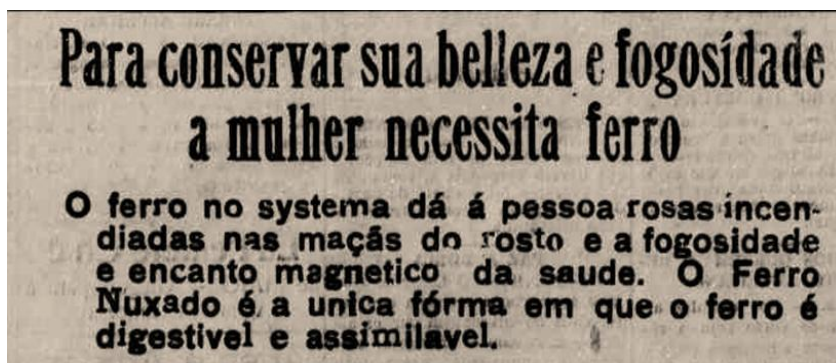 Para conservar sua belleza e fogosidade
a mulher necessita ferro
O ferro no systema dá á pessoa rosas incen-
diadas nas maçãs do rosto e a fogosidade
e encanto magnetico da saude. O Ferro
Nuxado é a unica fórma em que o ferro é
digestivel e assimilavel.